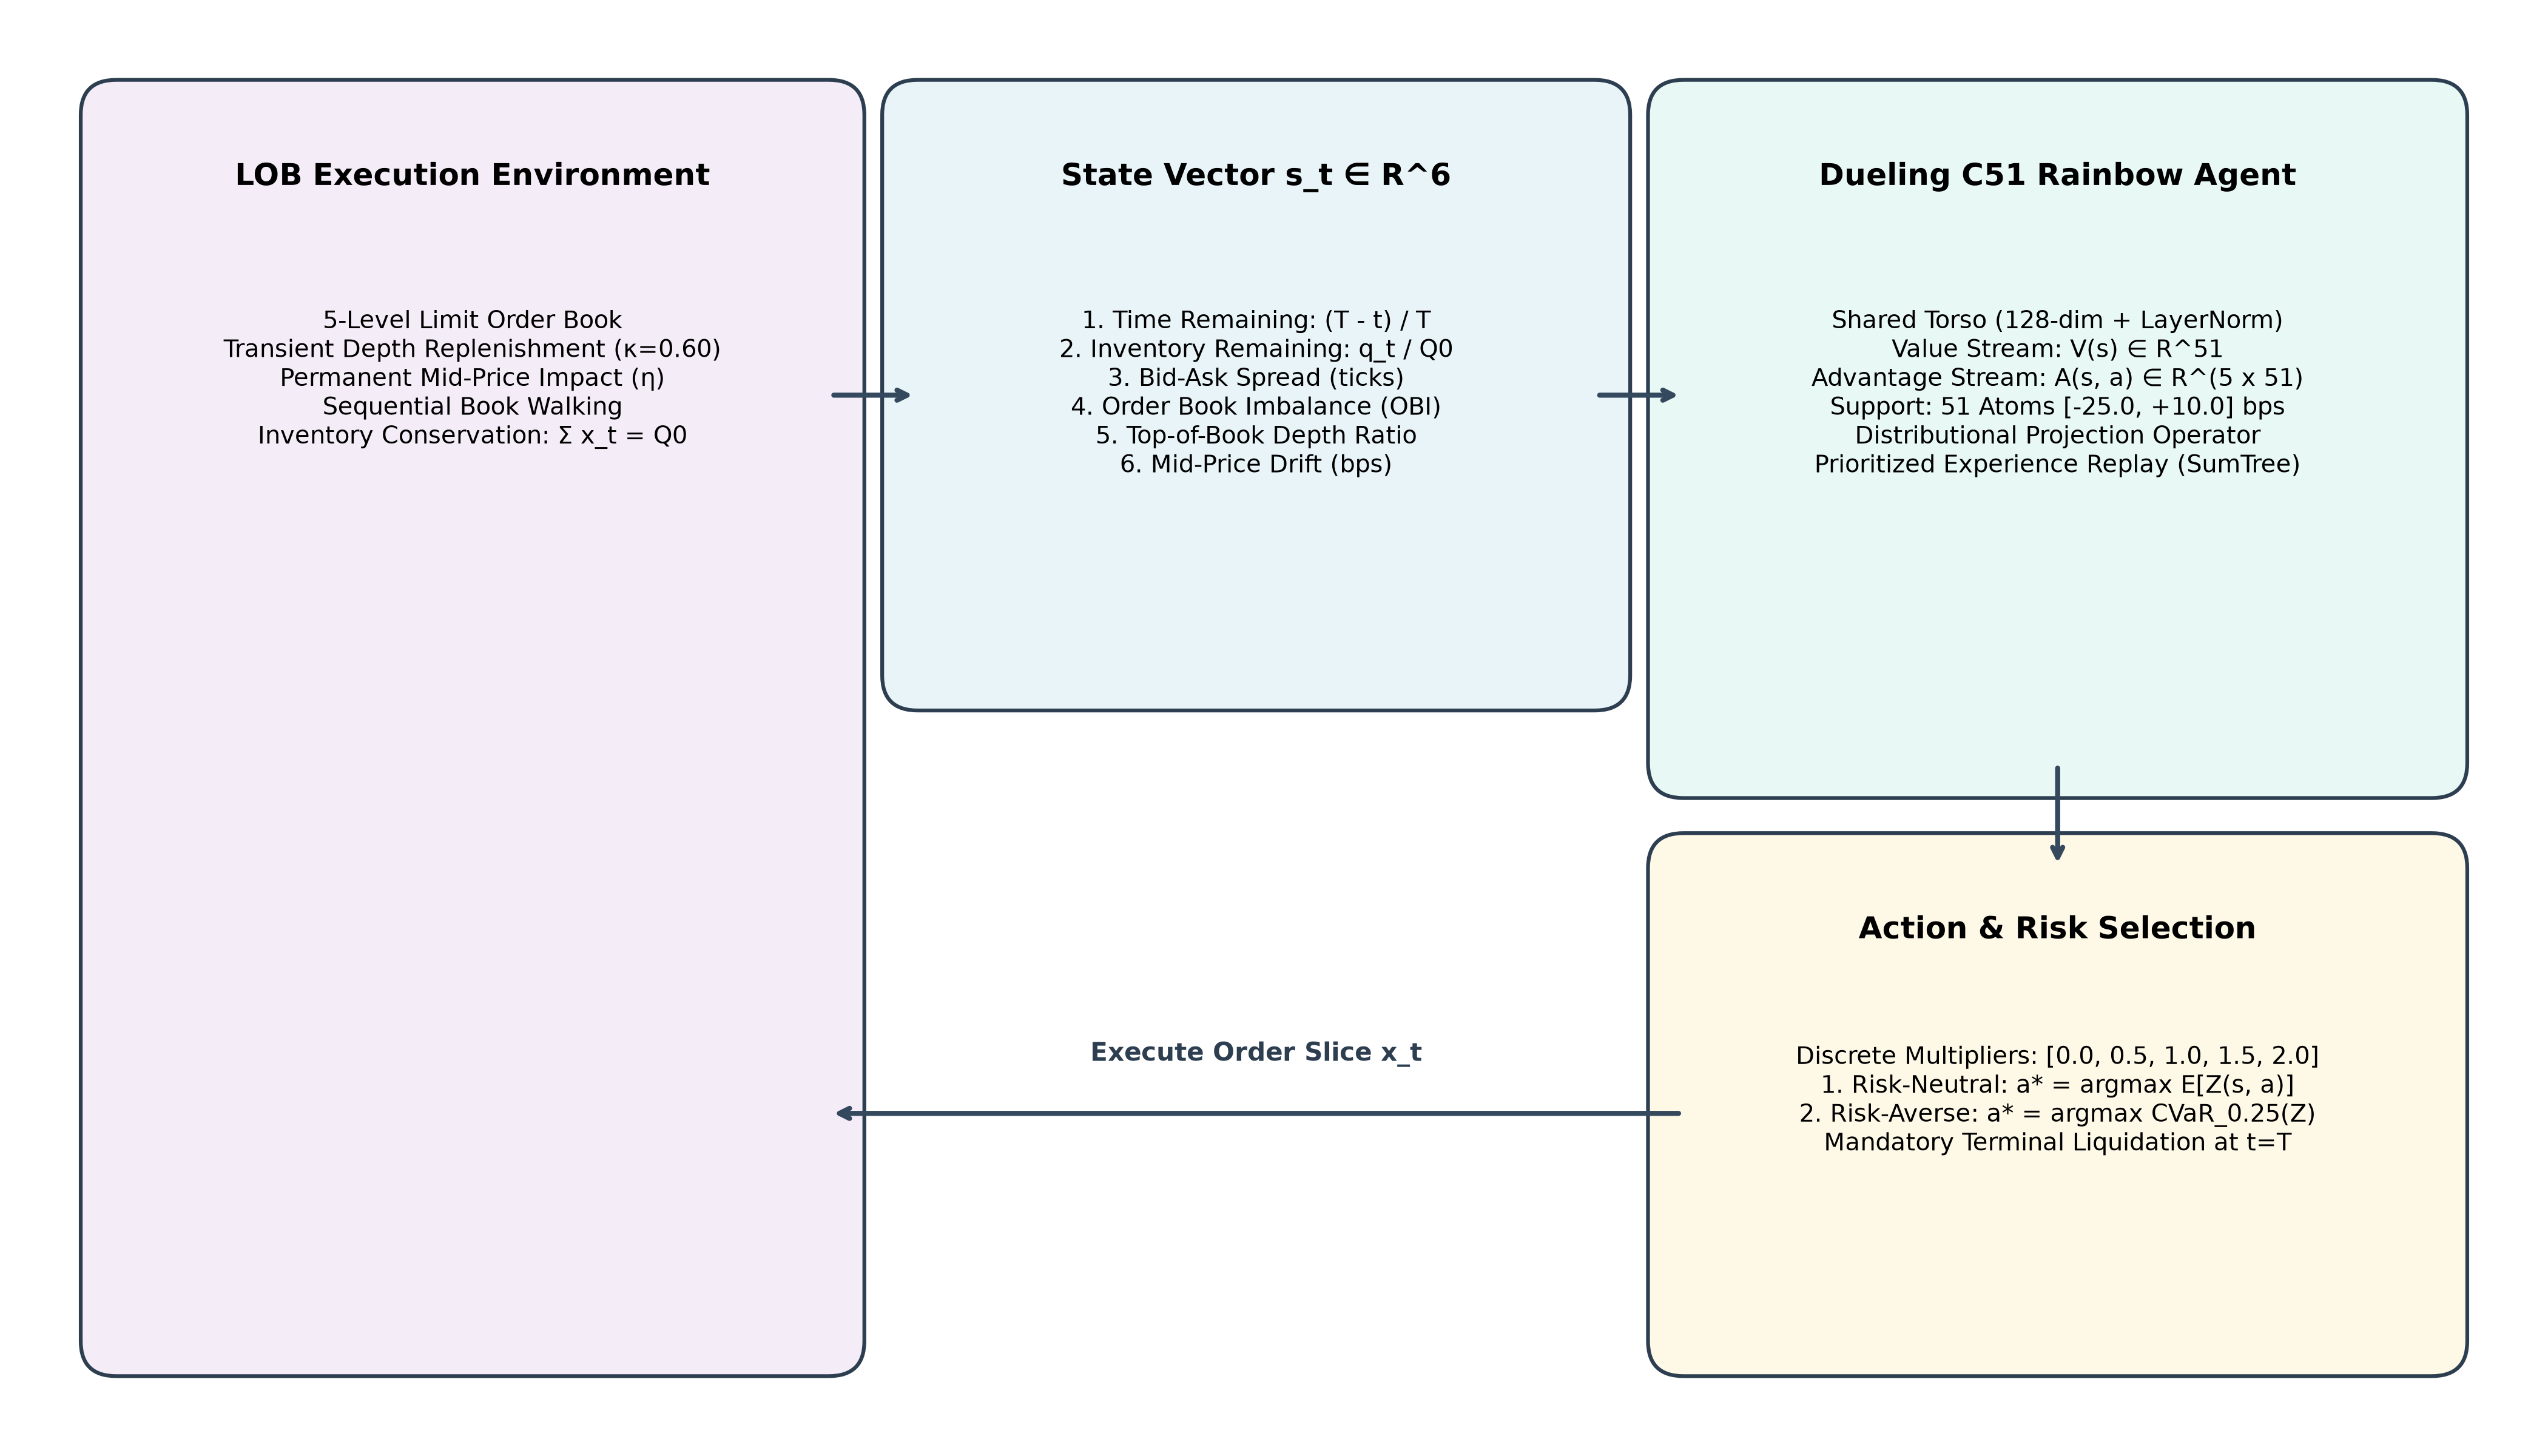 LOB Execution Environment
5-Level Limit Order Book
Transient Depth Replenishment (κ=0.60)
Permanent Mid-Price Impact (η)
Sequential Book Walking
Inventory Conservation: Σ x_t = Q0
State Vector s_t ∈ R^6
1. Time Remaining: (T - t) / T
2. Inventory Remaining: q_t / Q0
3. Bid-Ask Spread (ticks)
4. Order Book Imbalance (OBI)
5. Top-of-Book Depth Ratio
6. Mid-Price Drift (bps)
Dueling C51 Rainbow Agent
Shared Torso (128-dim + LayerNorm)
Value Stream: V(s) ∈ R^51
Advantage Stream: A(s, a) ∈ R^(5 x 51)
Support: 51 Atoms [-25.0, +10.0] bps
Distributional Projection Operator
Prioritized Experience Replay (SumTree)
Action & Risk Selection
Discrete Multipliers: [0.0, 0.5, 1.0, 1.5, 2.0]
1. Risk-Neutral: a* = argmax E[Z(s, a)]
2. Risk-Averse: a* = argmax CVaR_0.25(Z)
Mandatory Terminal Liquidation at t=T
Execute Order Slice x_t